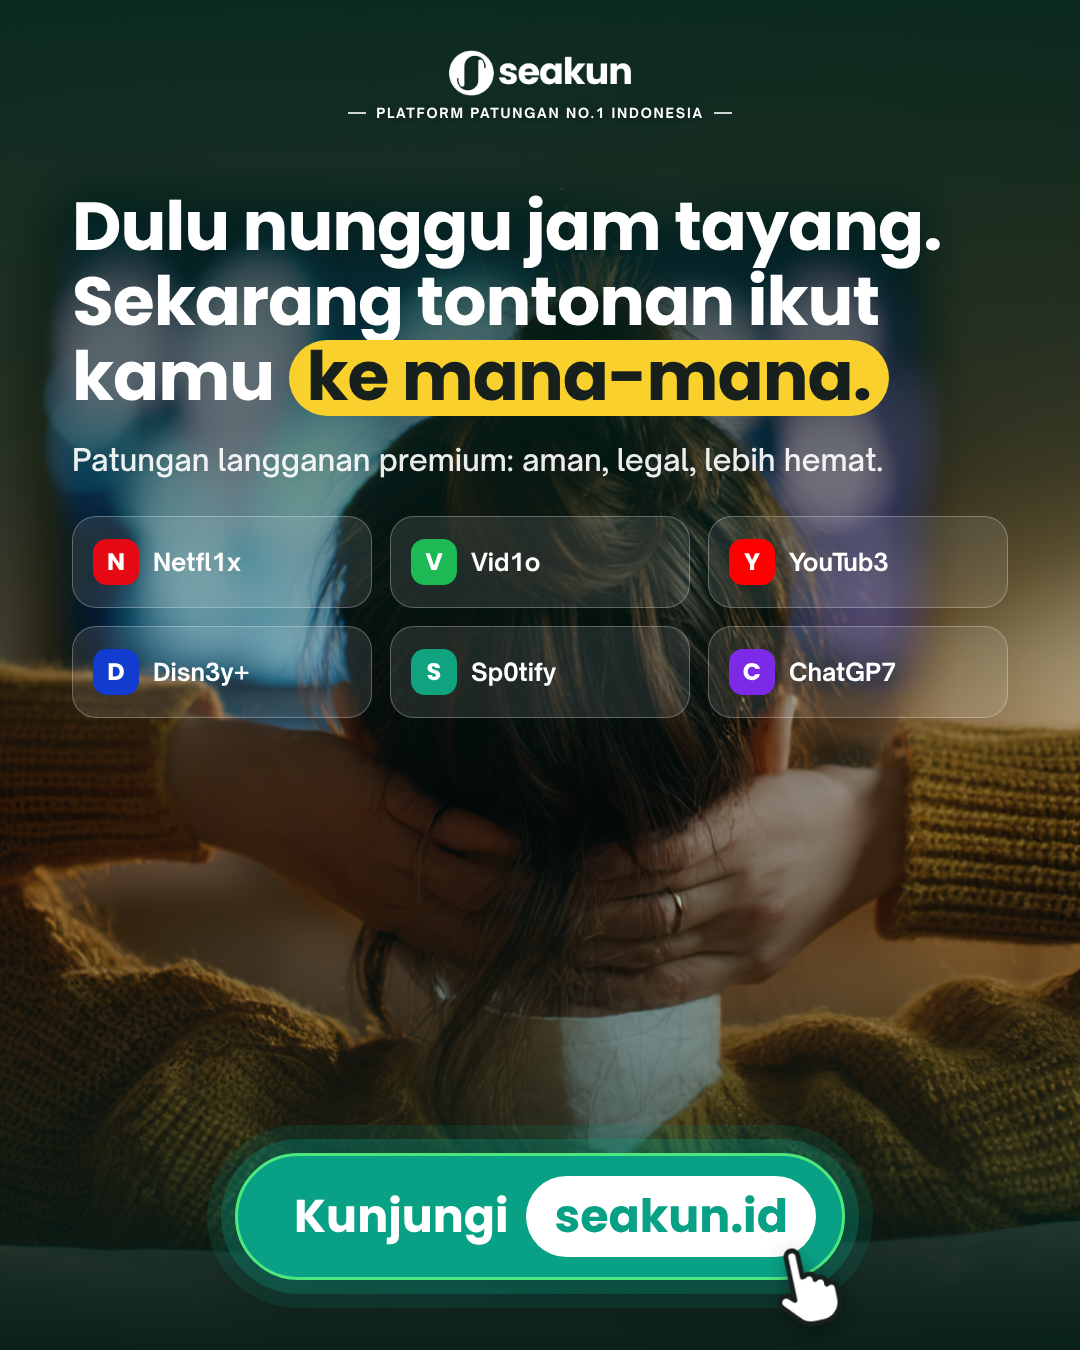 seakun
PLATFORM PATUNGAN NO.1 INDONESIA
Dulu nunggu jam tayang.
Sekarang tontonan ikut
kamu ke mana-mana.
Patungan langganan premium: aman, legal, lebih hemat.
N Netfl1x
V Vid1o
Y YouTub3
D Disn3y+
S Sp0tify
C ChatGP7
Kunjungi seakun.id